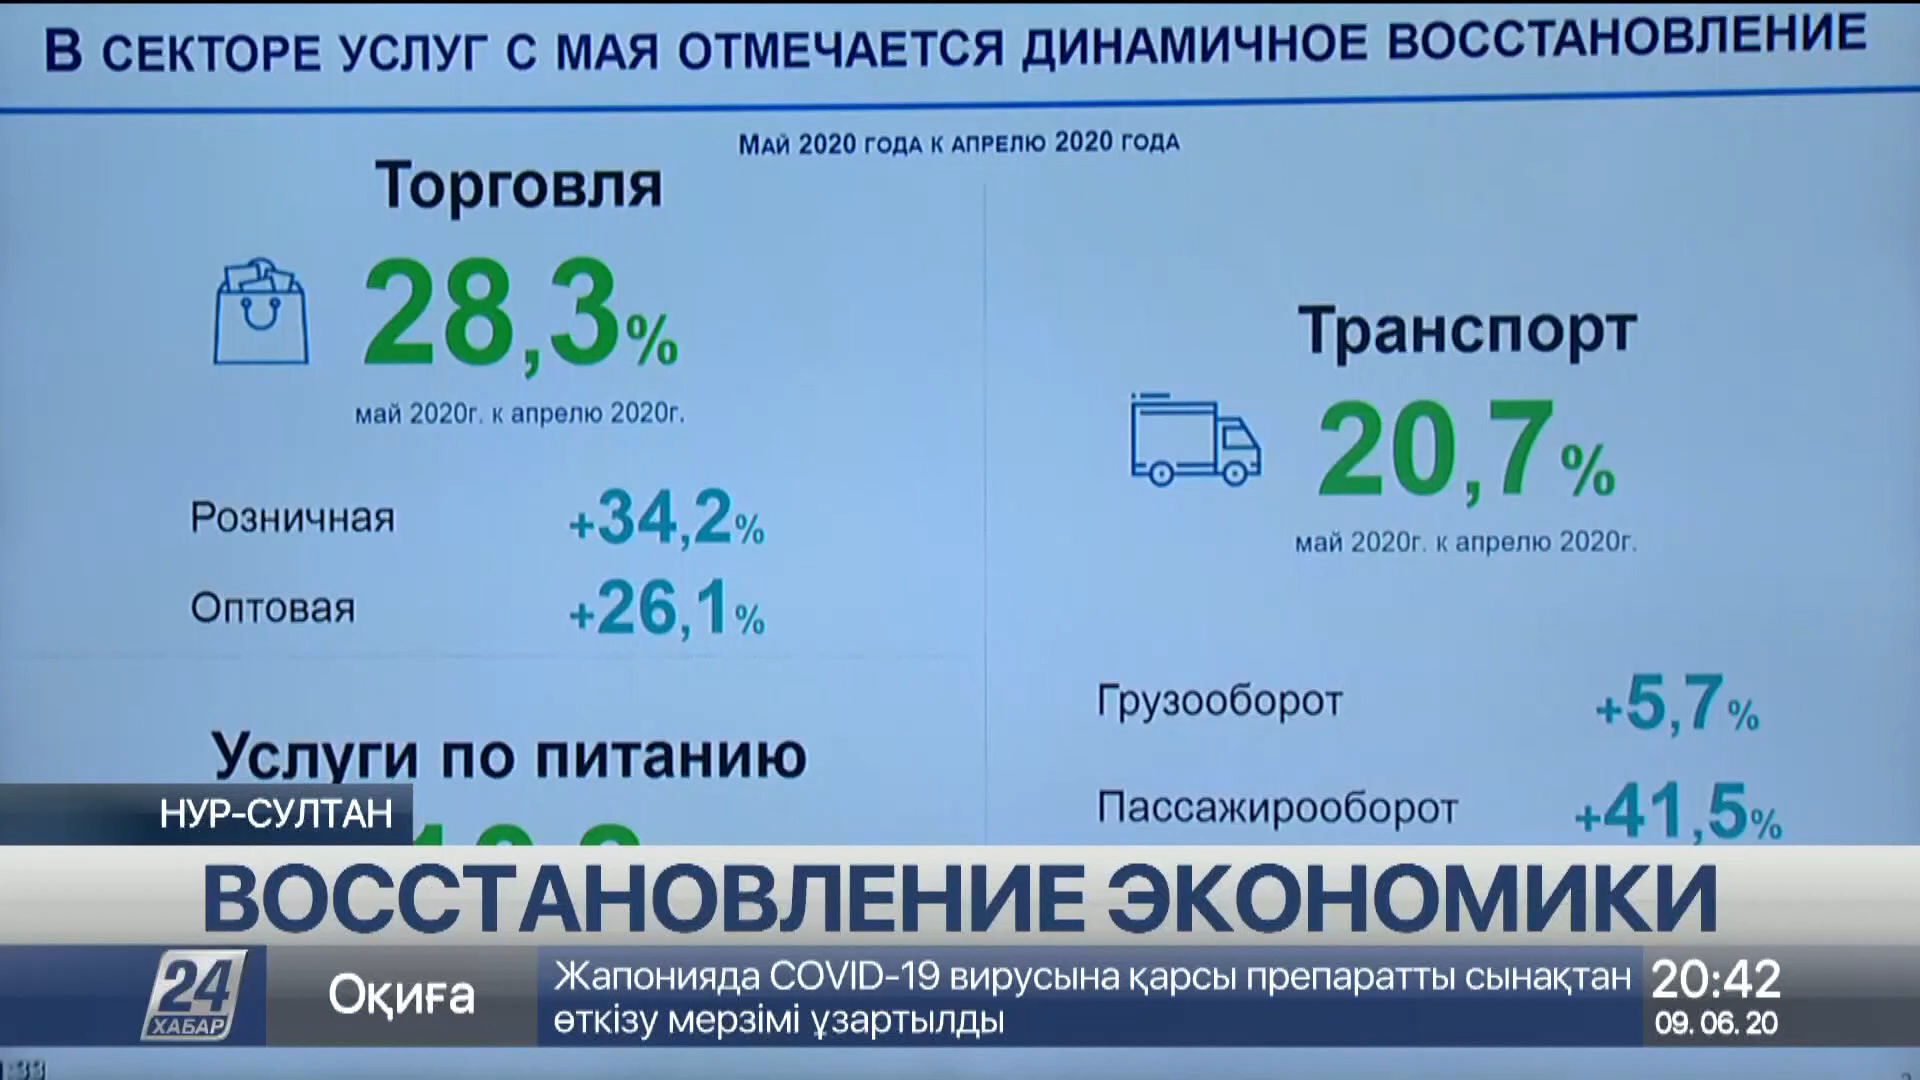 В СЕКТОРЕ УСЛУГ С МАЯ ОТМЕЧАЕТСЯ ДИНАМИЧНОЕ ВОССТАНОВЛЕНИЕ
МАЙ 2020 ГОДА К АПРЕЛЮ 2020 ГОДА
Торговля
28,3%
май 2020г. к апрелю 2020г.
Розничная +34,2%
Оптовая +26,1%
Услуги по питанию
Транспорт
20,7%
май 2020г. к апрелю 2020г.
Грузооборот +5,7%
Пассажирооборот +41,5%
НУР-СУЛТАН
ВОССТАНОВЛЕНИЕ ЭКОНОМИКИ
24
ХАБАР
Оқиға
Жапонияда COVID-19 вирусына қарсы препаратты сынақтан
өткізу мерзімі ұзартылды
20:42
09. 06. 20